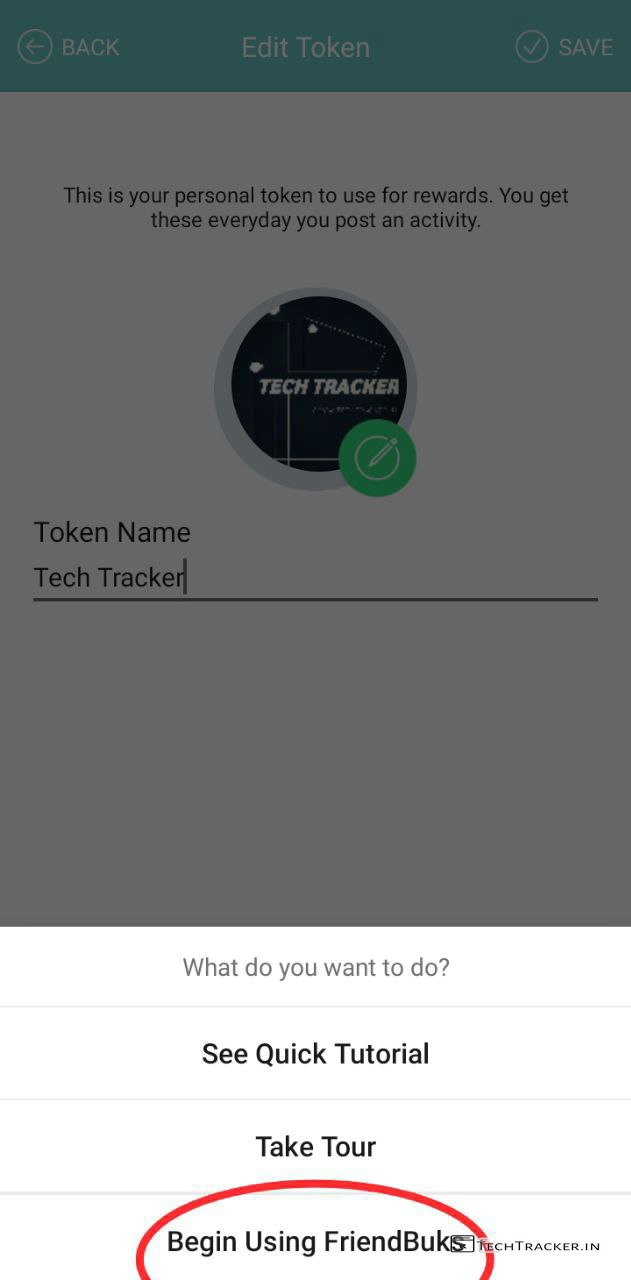 BACK
Edit Token
SAVE
This is your personal token to use for rewards. You get
these everyday you post an activity.
TECH TRACKER
Token Name
Tech Tracker
What do you want to do?
See Quick Tutorial
Take Tour
Begin Using FriendBuks
TECHTRACKER.IN